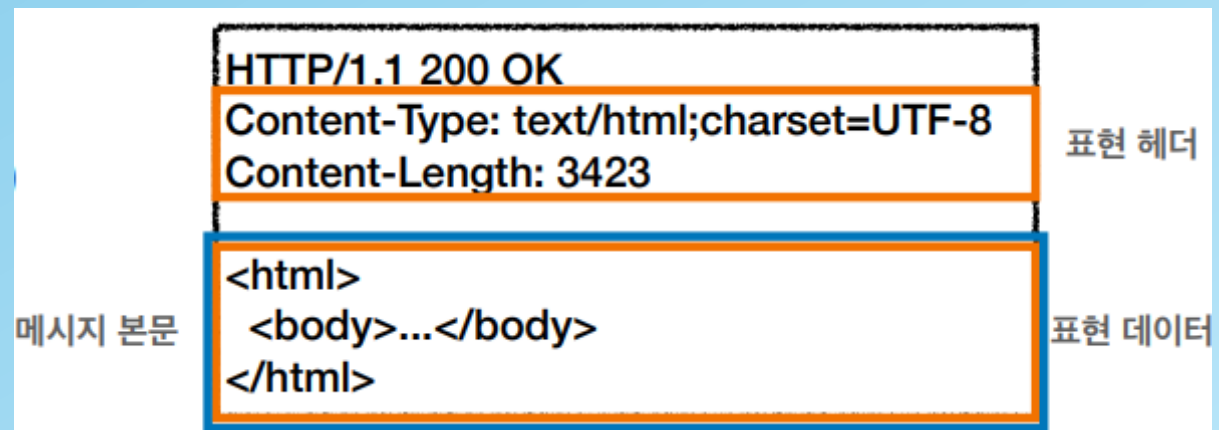 HTTP/1.1 200 OK
Content-Type: text/html;charset=UTF-8
Content-Length: 3423
표현 헤더
<html>
<body>...</body>
</html>
메시지 본문
표현 데이터